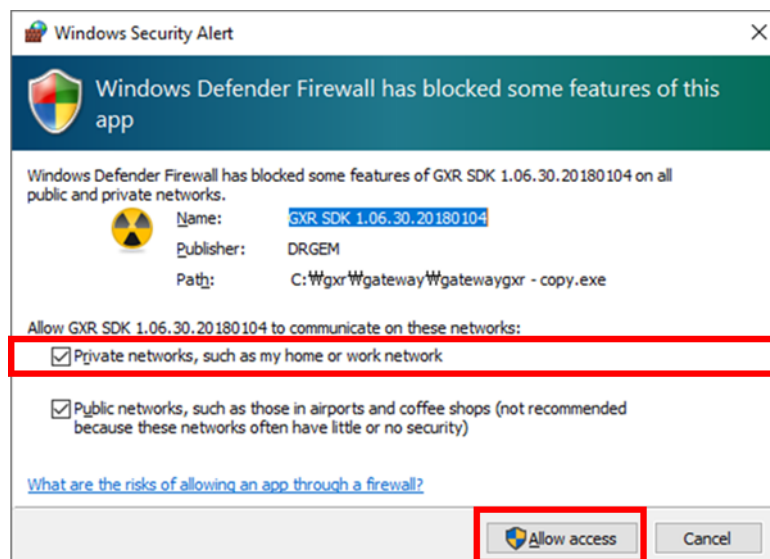 Windows Security Alert
Windows Defender Firewall has blocked some features of this
app
Windows Defender Firewall has blocked some features of GXR SDK 1.06.30.20180104 on all
public and private networks.
Name: GXR SDK 1.06.30.20180104
Publisher: DRGEM
Path: C:₩gxr₩gateway₩gatewaygxr - copy.exe
Allow GXR SDK 1.06.30.20180104 to communicate on these networks:
Private networks, such as my home or work network
Public networks, such as those in airports and coffee shops (not recommended
because these networks often have little or no security)
What are the risks of allowing an app through a firewall?
Allow access Cancel